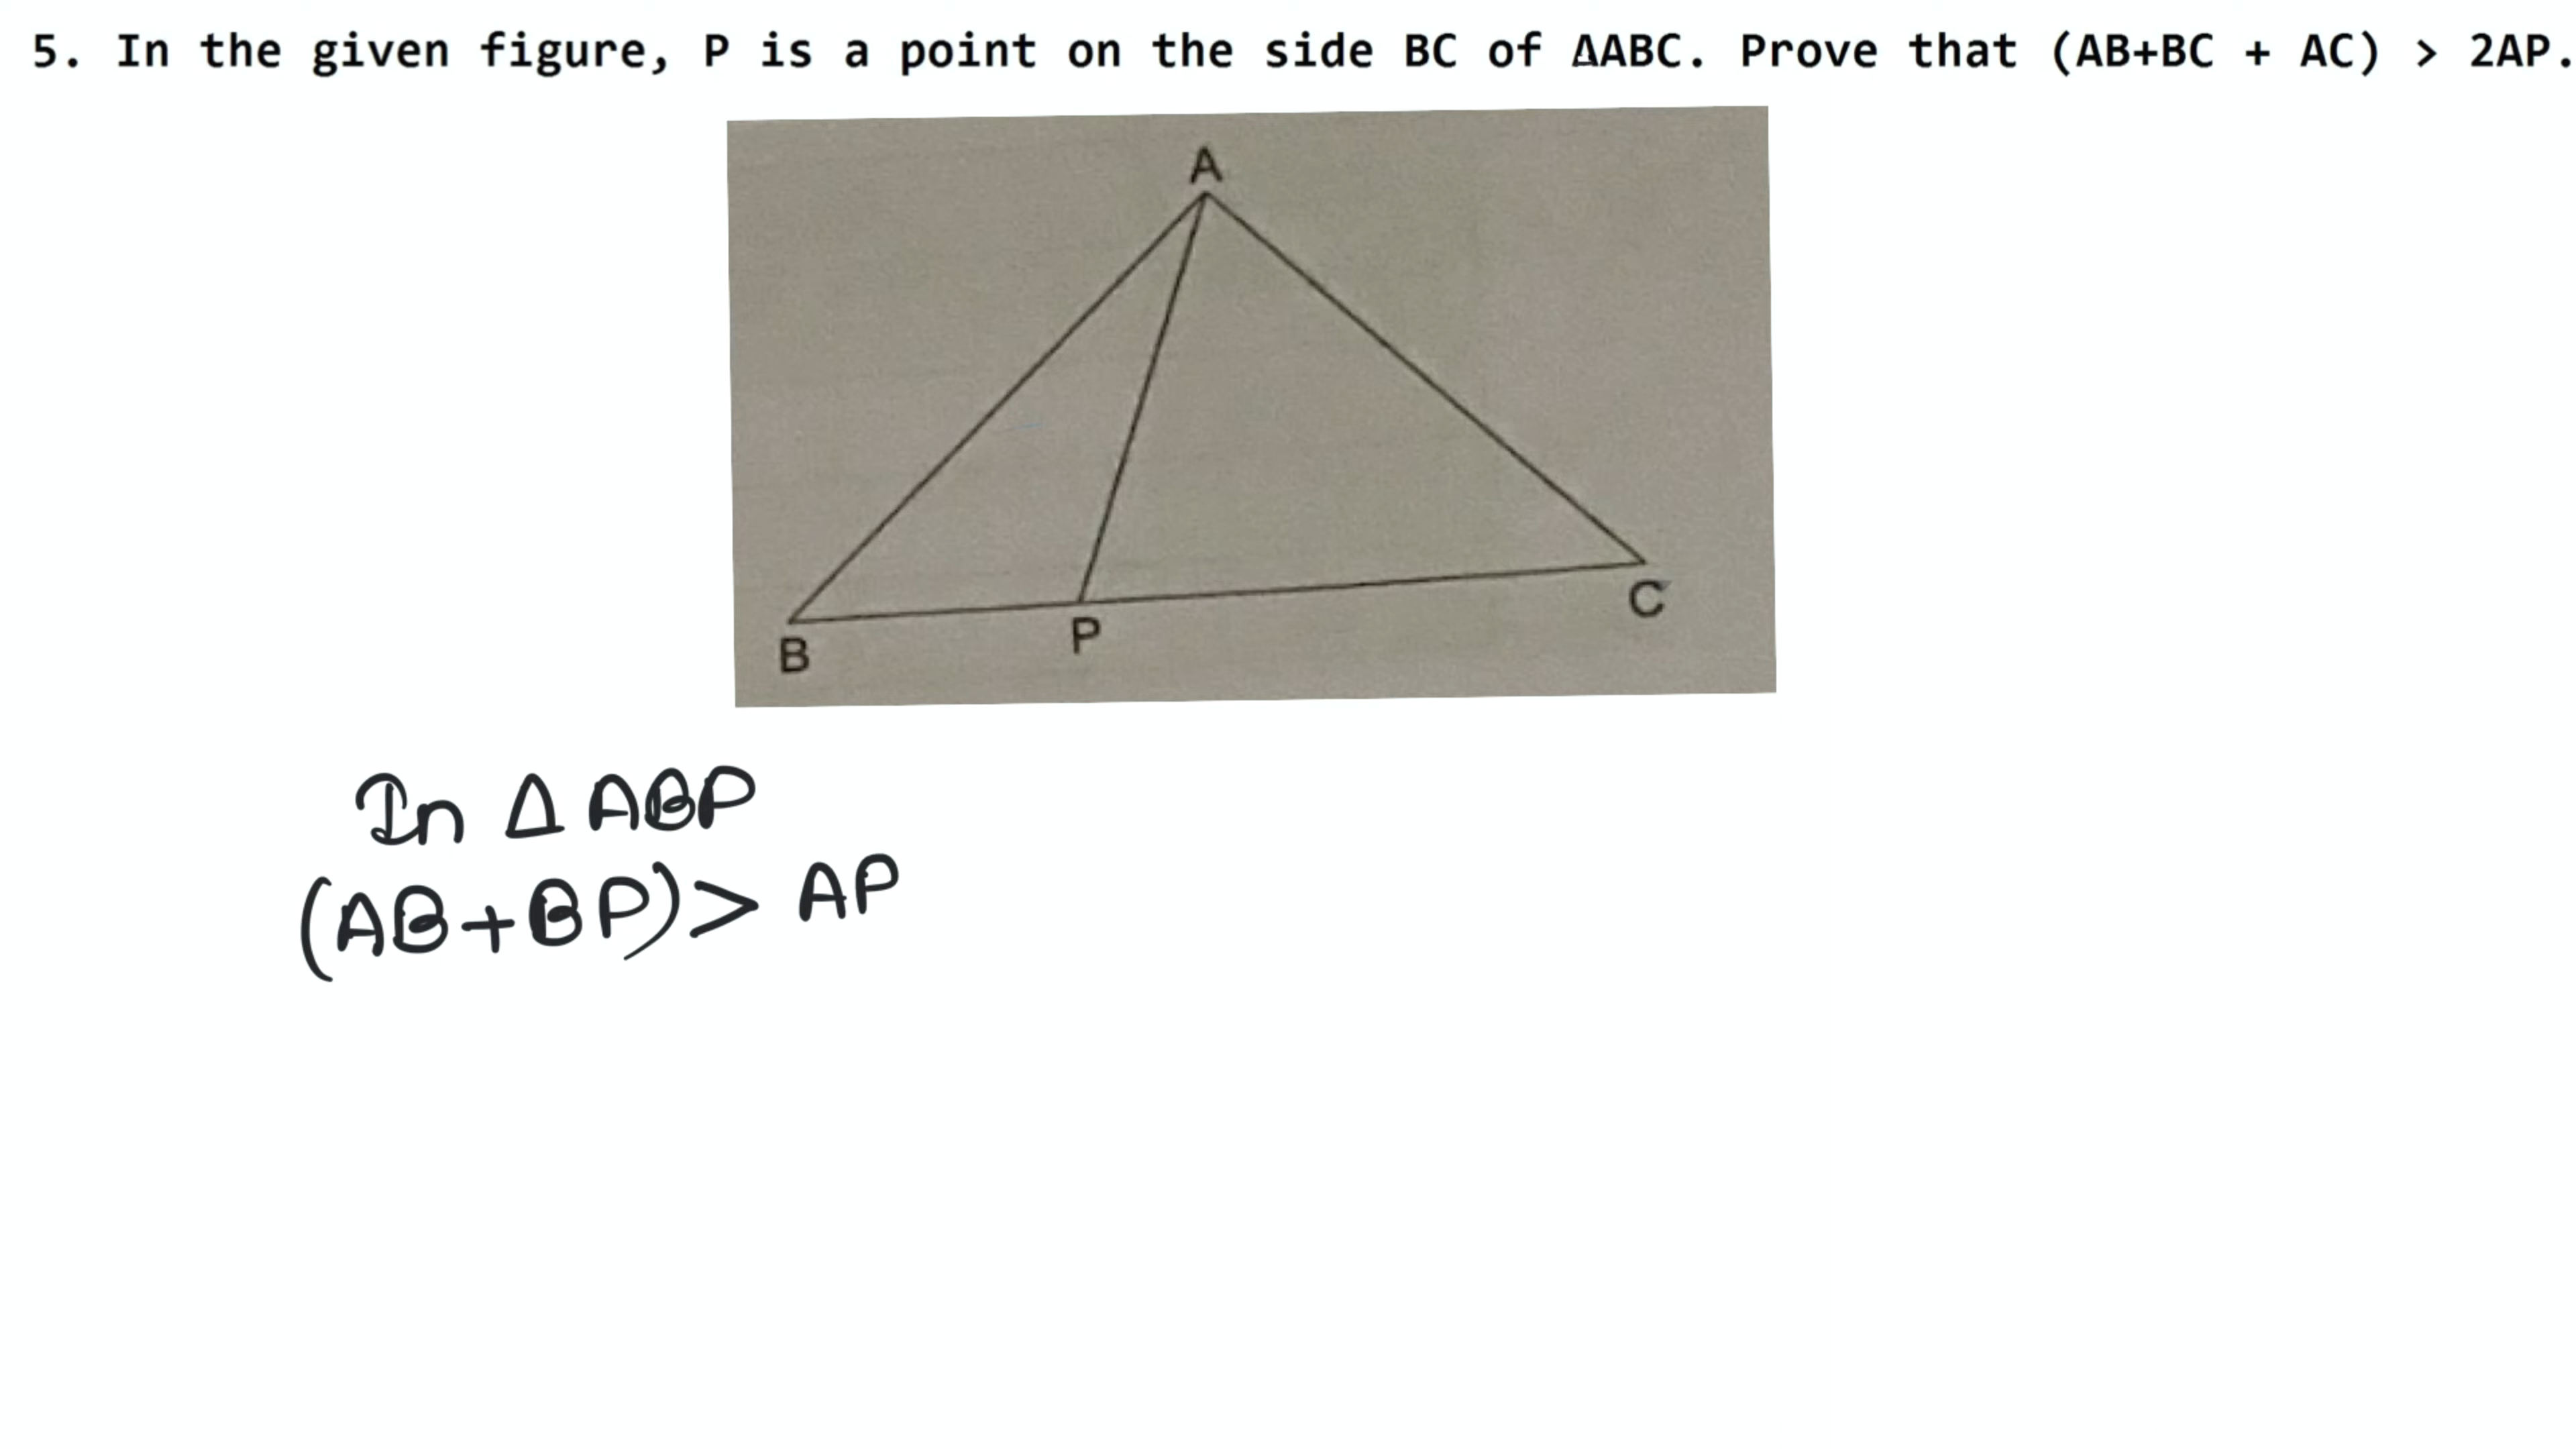 5. In the given figure, P is a point on the side BC of ΔABC. Prove that (AB+BC + AC) > 2AP.
A
B
P
C
In Δ ABP
(AB+BP)> AP